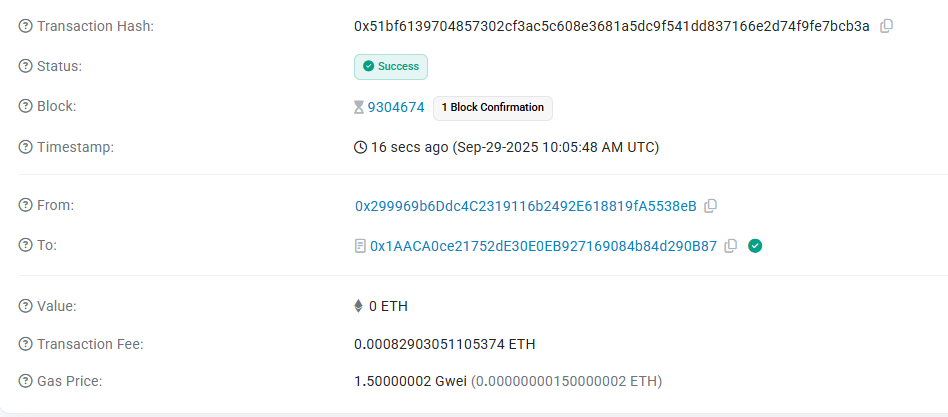 Transaction Hash: 0x51bf6139704857302cf3ac5c608e3681a5dc9f541dd837166e2d74f9fe7bcb3a
Status: Success
Block: 9304674 1 Block Confirmation
Timestamp: 16 secs ago (Sep-29-2025 10:05:48 AM UTC)
From: 0x299969b6Ddc4C2319116b2492E618819fA5538eB
To: 0x1AACA0ce21752dE30E0EB927169084b84d290B87
Value: 0 ETH
Transaction Fee: 0.00082903051105374 ETH
Gas Price: 1.50000002 Gwei (0.00000000150000002 ETH)